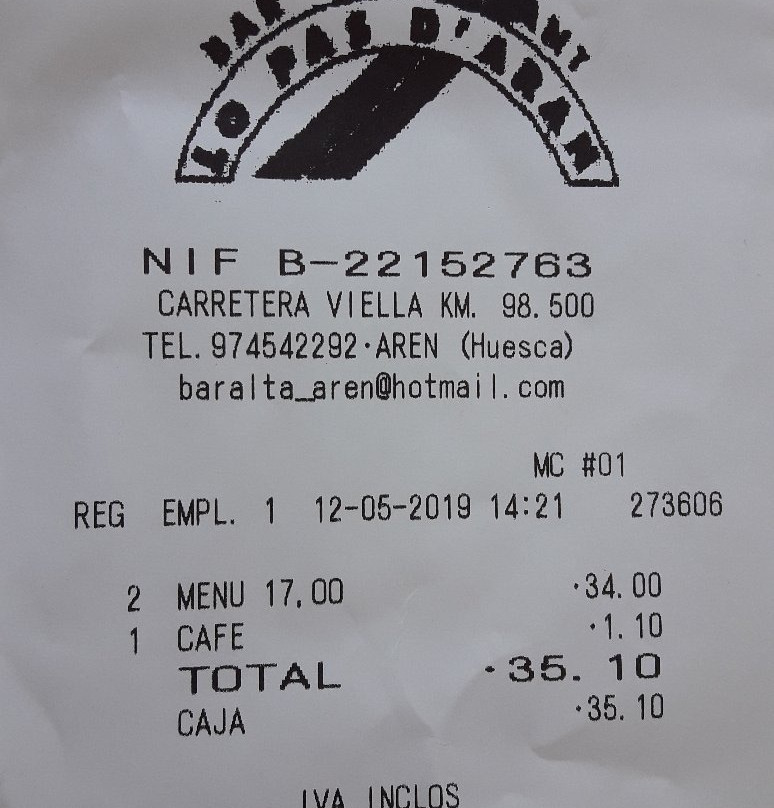 BAR
LO PAS D'ARAN
NIF B-22152763
CARRETERA VIELLA KM. 98.500
TEL. 974542292·AREN (Huesca)
baralta_aren@hotmail.com
MC #01
REG EMPL. 1 12-05-2019 14:21 273606
2 MENU 17,00 ·34.00
1 CAFE ·1.10
TOTAL ·35.10
CAJA ·35.10
IVA INCLOS